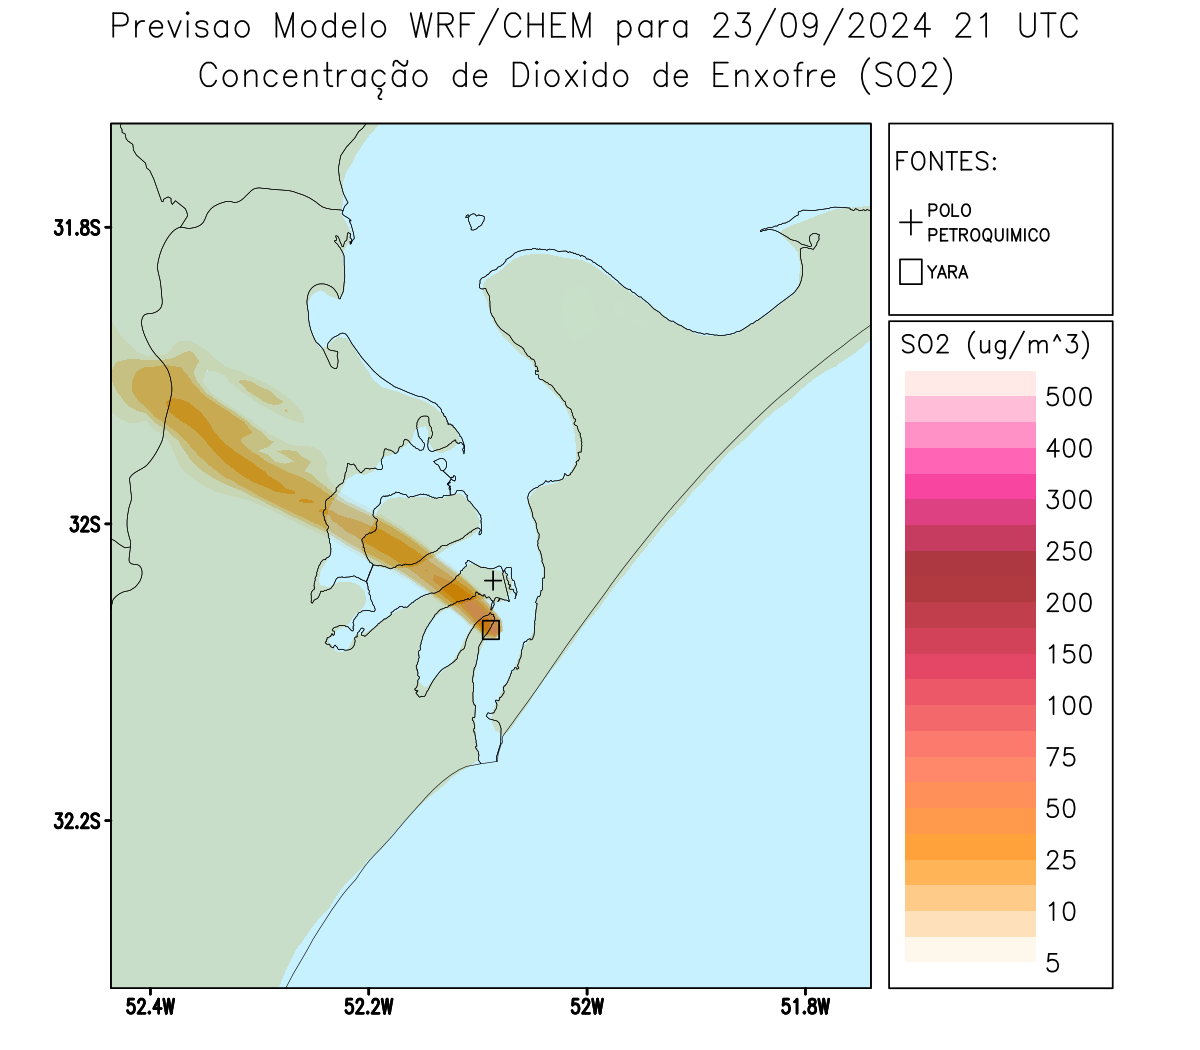 Previsao Modelo WRF/CHEM para 23/09/2024 21 UTC
Concentração de Dioxido de Enxofre (SO2)
FONTES:
POLO
PETROQUIMICO
YARA
31.8S
32S
32.2S
52.4W
52.2W
52W
51.8W
SO2 (ug/m^3)
500
400
300
250
200
150
100
75
50
25
10
5